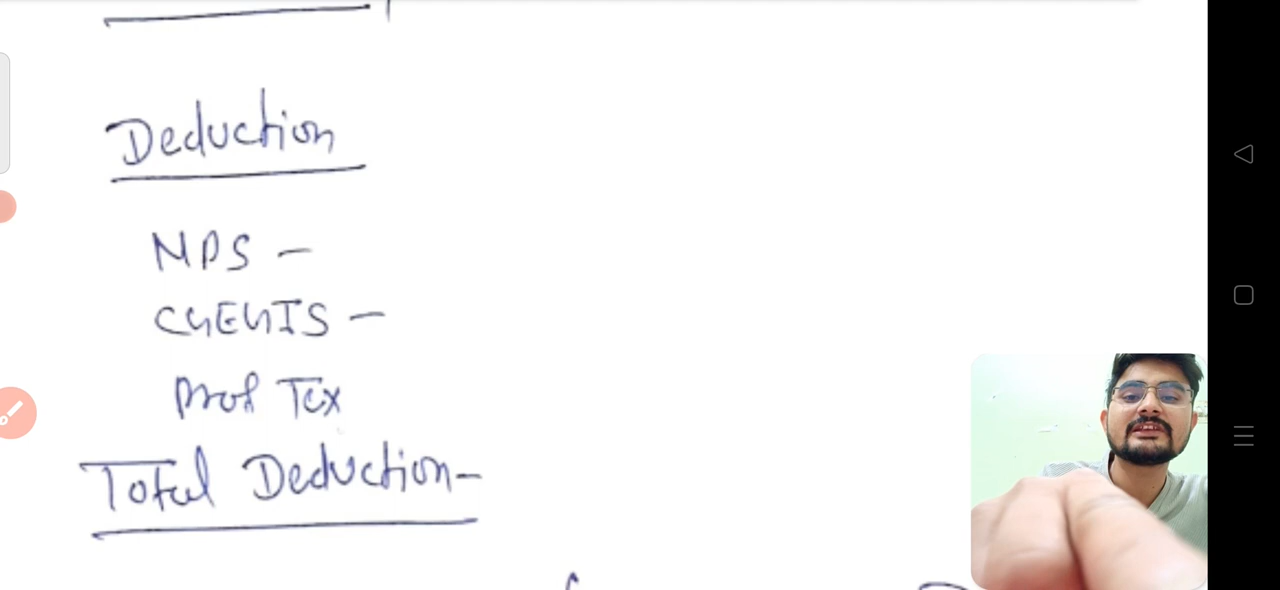 Deduction
NPS -
CGEGIS -
Prof Tax
Total Deduction-